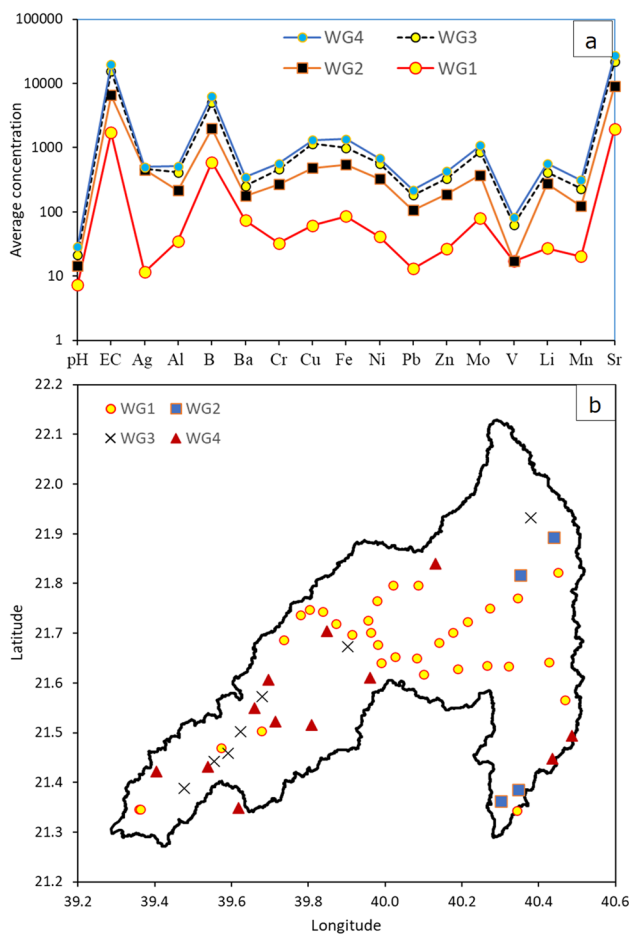 100000
a
WG4 WG3
WG2 WG1
10000
1000
100
10
1
Average concentration
pH EC Ag Al B Ba Cr Cu Fe Ni Pb Zn Mo V Li Mn Sr
22.2
b
WG1 WG2
WG3 WG4
22.1
22.0
21.9
21.8
21.7
21.6
21.5
21.4
21.3
21.2
Latitude
39.2 39.4 39.6 39.8 40.0 40.2 40.4 40.6
Longitude